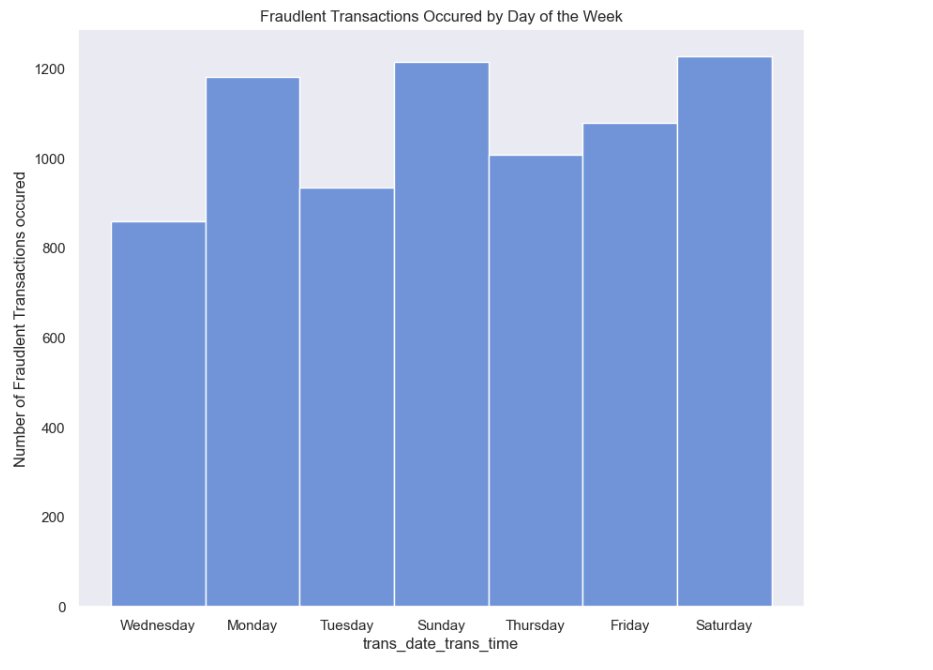 Fraudlent Transactions Occured by Day of the Week
Number of Fraudlent Transactions occured
1200
1000
800
600
400
200
0
Wednesday Monday Tuesday Sunday Thursday Friday Saturday
trans_date_trans_time